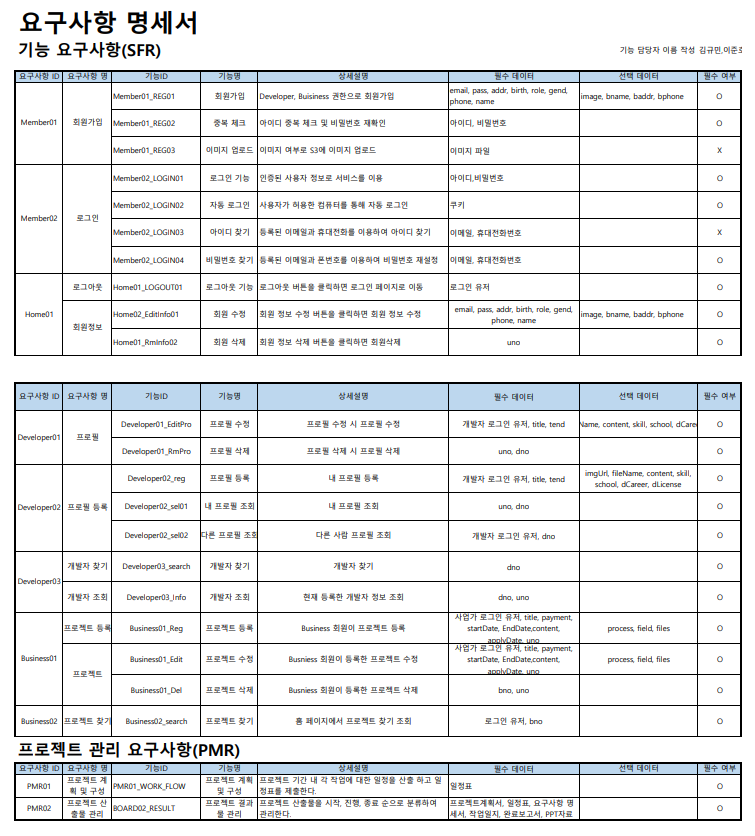 요구사항 명세서
기능 요구사항(SFR)
기능 담당자 이름 작성 김규민,이준호
요구사항 ID 요구사항 명 기능ID 기능명 상세설명 필수 데이터 선택 데이터 필수 여부
Member01 회원가입 Member01_REG01 회원가입 Developer, Buisiness 권한으로 회원가입 email, pass, addr, birth, role, gend, phone, name image, bname, baddr, bphone O
Member01_REG02 중복 체크 아이디 중복 체크 및 비밀번호 재확인 아이디, 비밀번호 O
Member01_REG03 이미지 업로드 이미지 여부로 S3에 이미지 업로드 이미지 파일 X
Member02 로그인 Member02_LOGIN01 로그인 기능 인증된 사용자 정보로 서비스를 이용 아이디,비밀번호 O
Member02_LOGIN02 자동 로그인 사용자가 허용한 컴퓨터를 통해 자동 로그인 쿠키 O
Member02_LOGIN03 아이디 찾기 등록된 이메일과 휴대전화를 이용하여 아이디 찾기 이메일, 휴대전화번호 X
Member02_LOGIN04 비밀번호 찾기 등록된 이메일과 폰번호를 이용하여 비밀번호 재설정 이메일, 휴대전화번호 O
Home01 로그아웃 Home01_LOGOUT01 로그아웃 기능 로그아웃 버튼을 클릭하면 로그인 페이지로 이동 로그인 유저 O
회원정보 Home02_EditInfo01 회원 수정 회원 정보 수정 버튼을 클릭하면 회원 정보 수정 email, pass, addr, birth, role, gend, phone, name image, bname, baddr, bphone O
Home01_RmInfo02 회원 삭제 회원 정보 삭제 버튼을 클릭하면 회원삭제 uno O
요구사항 ID 요구사항 명 기능ID 기능명 상세설명 필수 데이터 선택 데이터 필수 여부
Developer01 프로필 Developer01_EditPro 프로필 수정 프로필 수정 시 프로필 수정 개발자 로그인 유저, title, tend Name, content, skill, school, dCaree O
Developer01_RmPro 프로필 삭제 프로필 삭제 시 프로필 삭제 uno, dno O
Developer02 프로필 등록 Developer02_reg 프로필 등록 내 프로필 등록 개발자 로그인 유저, title, tend imgUrl, fileName, content, skill, school, dCareer, dLicense O
Developer02_sel01 내 프로필 조회 내 프로필 조회 uno, dno O
Developer02_sel02 다른 프로필 조회 다른 사람 프로필 조회 개발자 로그인 유저, dno O
Developer03 개발자 찾기 Developer03_search 개발자 찾기 개발자 찾기 dno O
개발자 조회 Developer03_Info 개발자 조회 현재 등록한 개발자 정보 조회 dno, uno O
Business01 프로젝트 등록 Business01_Reg 프로젝트 등록 Business 회원이 프로젝트 등록 사업가 로그인 유저, title, payment, startDate, EndDate,content, applyDate, uno process, field, files O
프로젝트 Business01_Edit 프로젝트 수정 Busniess 회원이 등록한 프로젝트 수정 사업가 로그인 유저, title, payment, startDate, EndDate,content, applyDate, uno process, field, files O
Business01_Del 프로젝트 삭제 Busniess 회원이 등록한 프로젝트 삭제 bno, uno O
Business02 프로젝트 찾기 Business02_search 프로젝트 찾기 홈 페이지에서 프로젝트 찾기 조회 로그인 유저, bno O
프로젝트 관리 요구사항(PMR)
요구사항 ID 요구사항 명 기능ID 기능명 상세설명 필수 데이터 선택 데이터 필수 여부
PMR01 프로젝트 계획 및 구성 PMR01_WORK_FLOW 프로젝트 계획 및 구성 프로젝트 기간 내 각 작업에 대한 일정을 산출 하고 일정표를 제출한다. 일정표 O
PMR02 프로젝트 산출물 관리 BOARD02_RESULT 프로젝트 결과물 관리 프로젝트 산출물을 시작, 진행, 종료 순으로 분류하여 관리한다. 프로젝트계획서, 일정표, 요구사항 명세서, 작업일지, 완료보고서, PPT자료 O